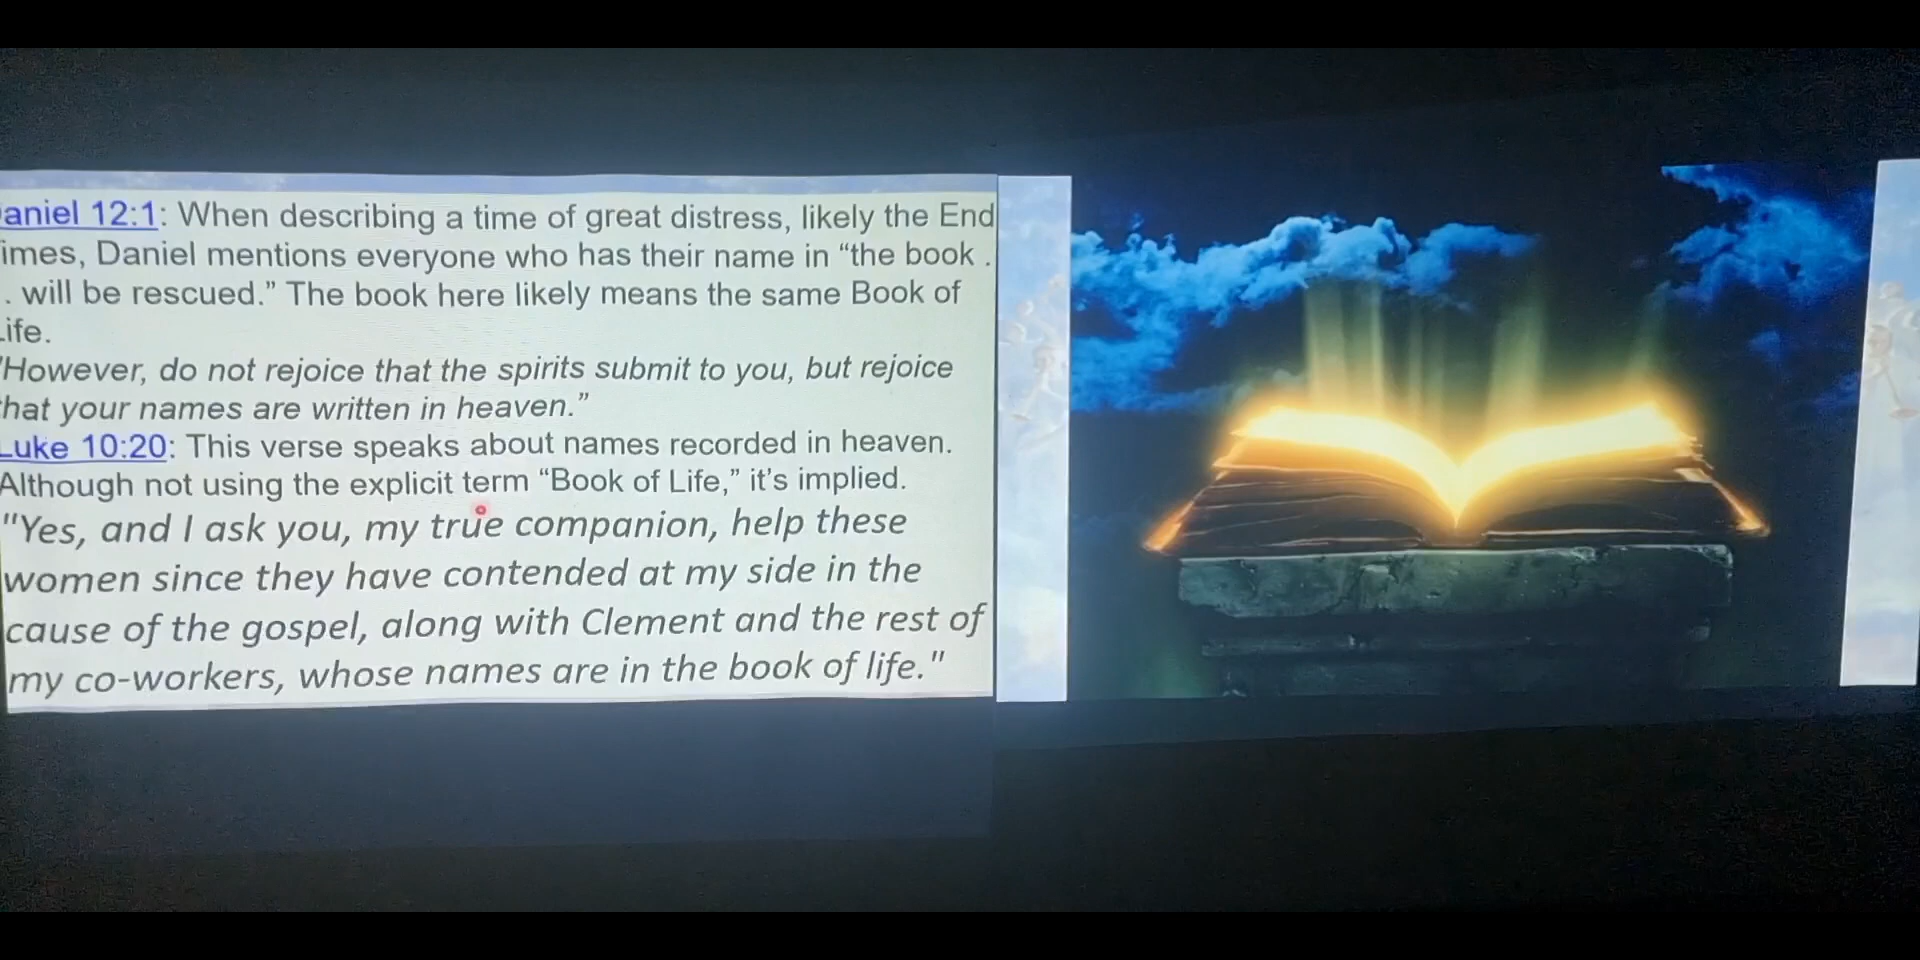 aniel 12:1: When describing a time of great distress, likely the End
imes, Daniel mentions everyone who has their name in “the book .
. will be rescued.” The book here likely means the same Book of
ife.
"However, do not rejoice that the spirits submit to you, but rejoice
hat your names are written in heaven.”
Luke 10:20: This verse speaks about names recorded in heaven.
Although not using the explicit term “Book of Life,” it’s implied.
"Yes, and I ask you, my true companion, help these
women since they have contended at my side in the
cause of the gospel, along with Clement and the rest of
my co-workers, whose names are in the book of life."